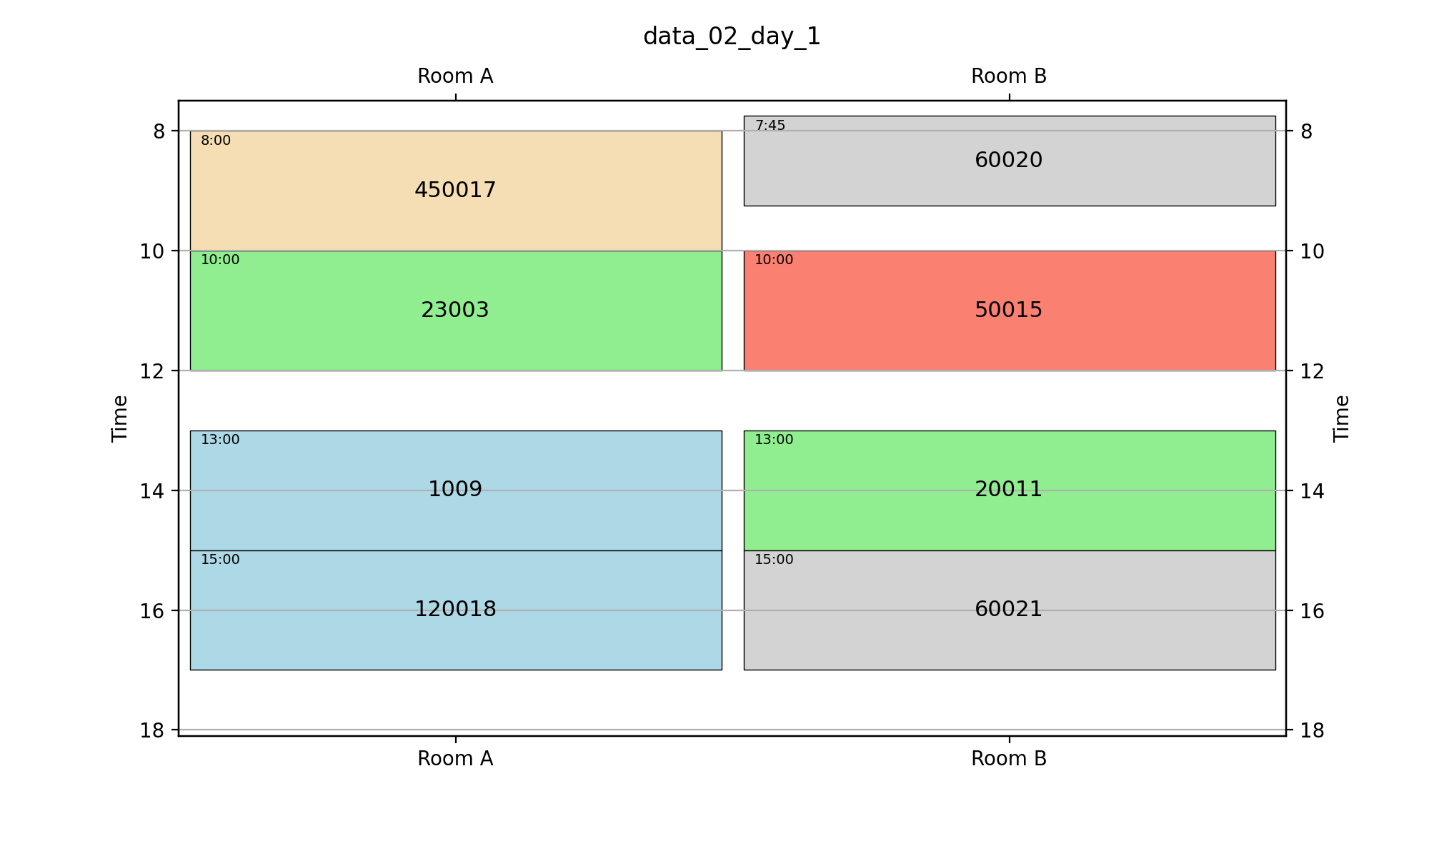 data_02_day_1
Room A Room B
8 8:00 7:45 8
450017 60020
10 10:00 10:00 10
23003 50015
12 12
Time Time
13:00 13:00
14 1009 20011 14
15:00 15:00
16 120018 60021 16
18 18
Room A Room B